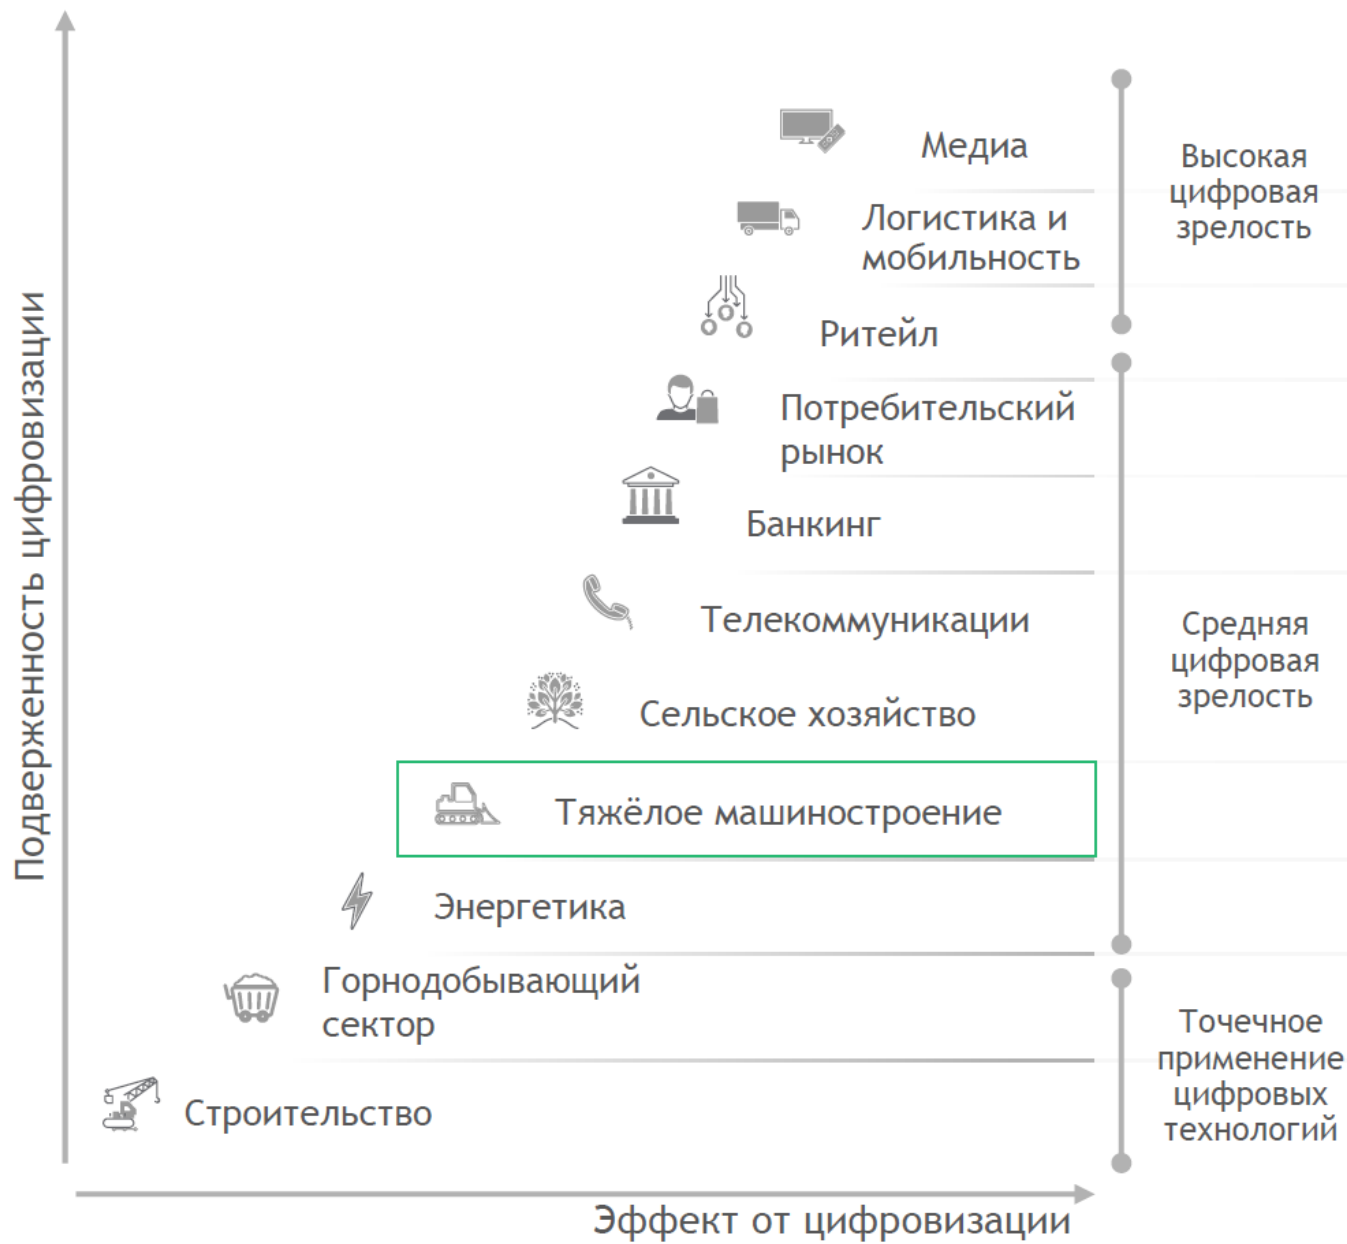 Подверженность цифровизации
Медиа
Логистика и
мобильность
Ритейл
Потребительский
рынок
Банкинг
Телекоммуникации
Сельское хозяйство
Тяжёлое машиностроение
Энергетика
Горнодобывающий
сектор
Строительство
Высокая
цифровая
зрелость
Средняя
цифровая
зрелость
Точечное
применение
цифровых
технологий
Эффект от цифровизации